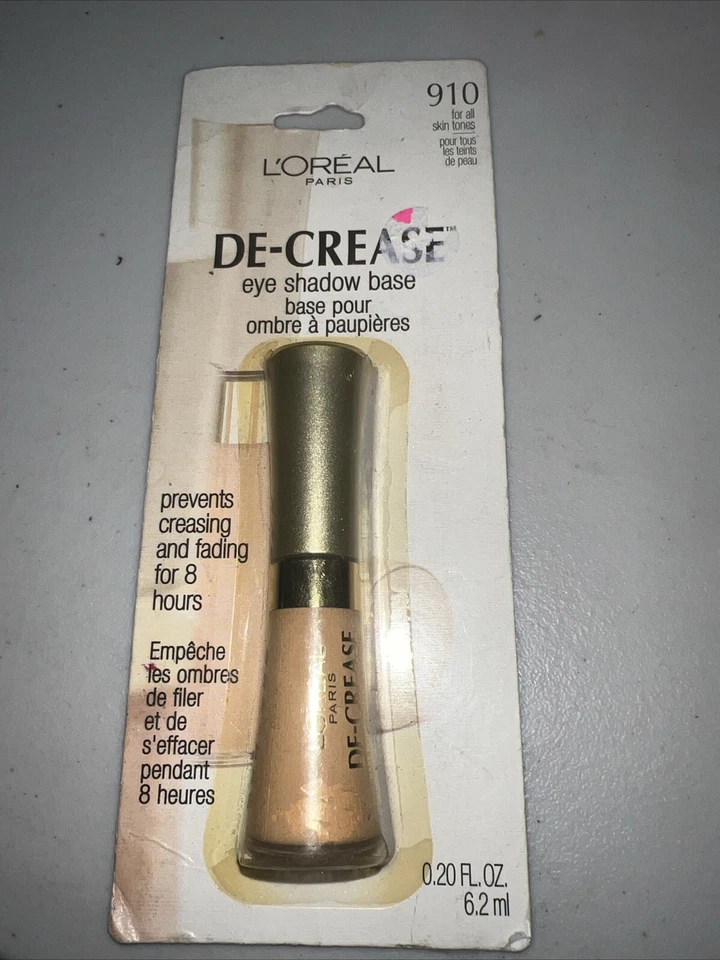 910
for all
skin tones
pour tous
les teints
de peau
L'ORÉAL
PARIS
DE-CREASE™
eye shadow base
base pour
ombre à paupières
prevents
creasing
and fading
for 8
hours
Empêche
les ombres
de filer
et de
s'effacer
pendant
8 heures
L'ORÉAL
PARIS
DE-CREASE
0.20 FL.OZ.
6.2 ml